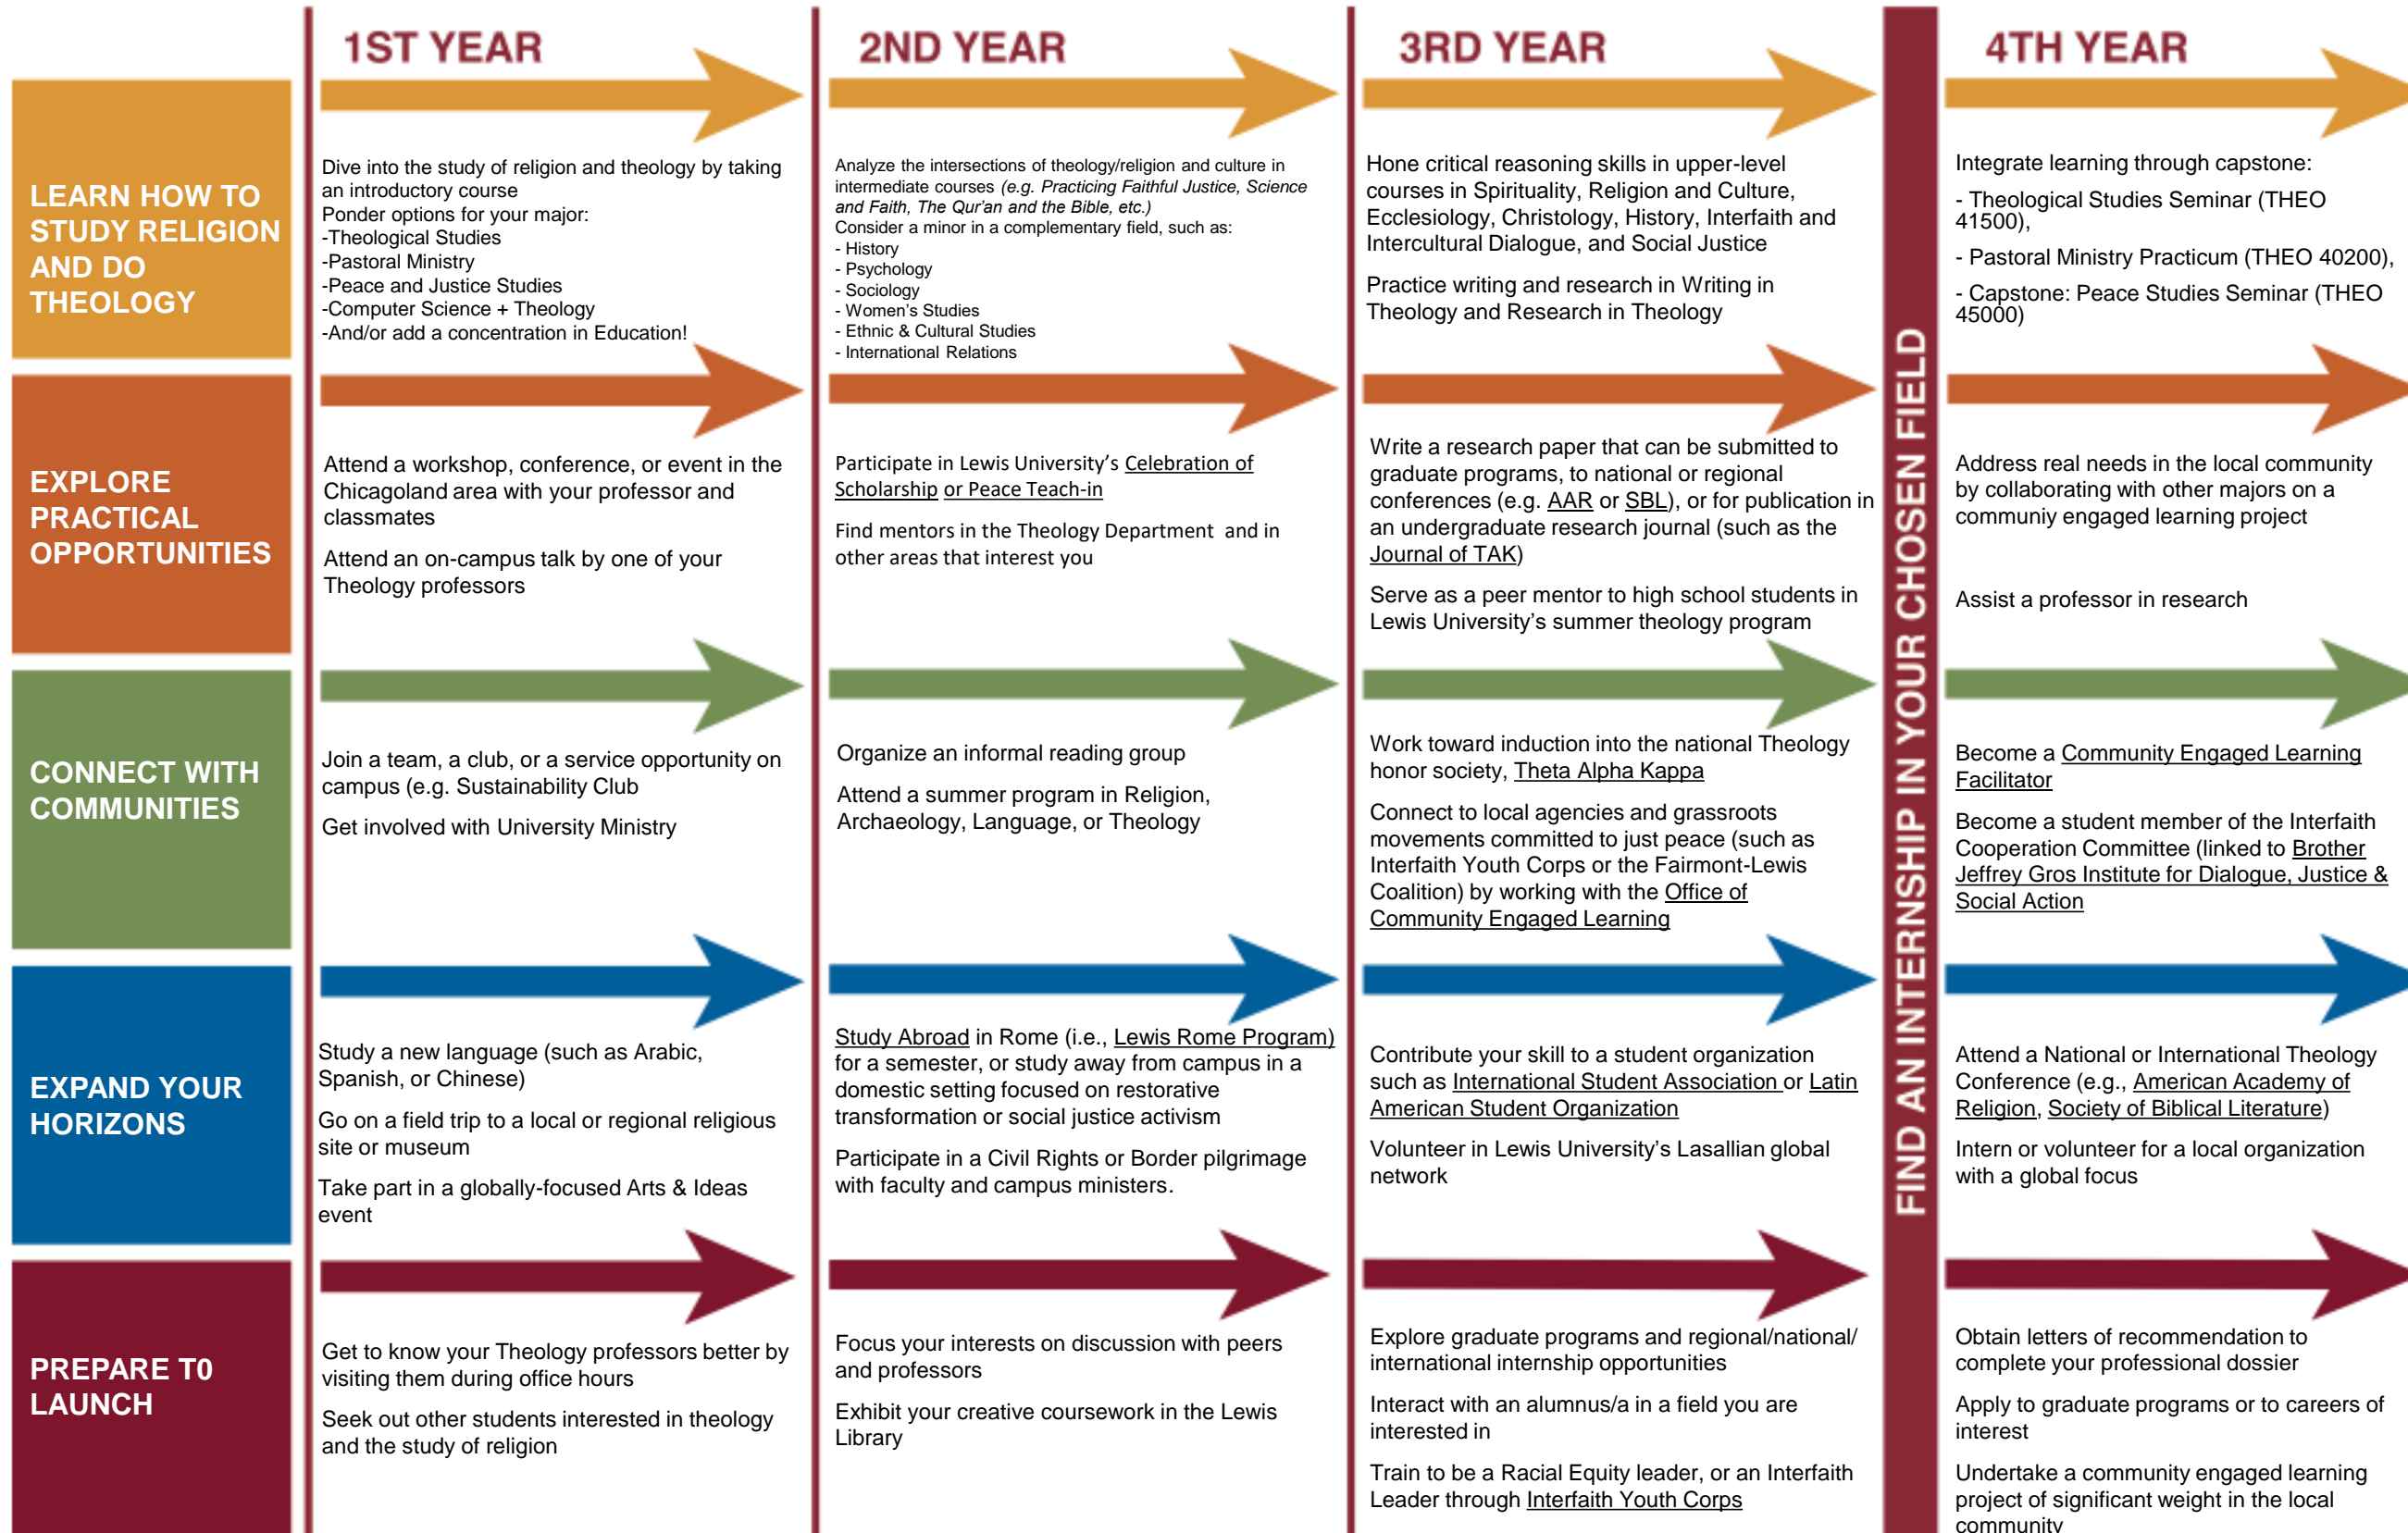 1ST YEAR
2ND YEAR
3RD YEAR
4TH YEAR
LEARN HOW TO
STUDY RELIGION
AND DO
THEOLOGY
Dive into the study of religion and theology by taking
an introductory course
Ponder options for your major:
-Theological Studies
-Pastoral Ministry
-Peace and Justice Studies
-Computer Science + Theology
-And/or add a concentration in Education!
Analyze the intersections of theology/religion and culture in
intermediate courses (e.g. Practicing Faithful Justice, Science
and Faith, The Qur'an and the Bible, etc.)
Consider a minor in a complementary field, such as:
- History
- Psychology
- Sociology
- Women's Studies
- Ethnic & Cultural Studies
- International Relations
Hone critical reasoning skills in upper-level
courses in Spirituality, Religion and Culture,
Ecclesiology, Christology, History, Interfaith and
Intercultural Dialogue, and Social Justice
Practice writing and research in Writing in
Theology and Research in Theology
Integrate learning through capstone:
- Theological Studies Seminar (THEO
41500),
- Pastoral Ministry Practicum (THEO 40200),
- Capstone: Peace Studies Seminar (THEO
45000)
EXPLORE
PRACTICAL
OPPORTUNITIES
Attend a workshop, conference, or event in the
Chicagoland area with your professor and
classmates
Attend an on-campus talk by one of your
Theology professors
Participate in Lewis University's Celebration of
Scholarship or Peace Teach-in
Find mentors in the Theology Department and in
other areas that interest you
Write a research paper that can be submitted to
graduate programs, to national or regional
conferences (e.g. AAR or SBL), or for publication in
an undergraduate research journal (such as the
Journal of TAK)
Serve as a peer mentor to high school students in
Lewis University's summer theology program
Address real needs in the local community
by collaborating with other majors on a
communiy engaged learning project
Assist a professor in research
CONNECT WITH
COMMUNITIES
Join a team, a club, or a service opportunity on
campus (e.g. Sustainability Club
Get involved with University Ministry
Organize an informal reading group
Attend a summer program in Religion,
Archaeology, Language, or Theology
Work toward induction into the national Theology
honor society, Theta Alpha Kappa
Connect to local agencies and grassroots
movements committed to just peace (such as
Interfaith Youth Corps or the Fairmont-Lewis
Coalition) by working with the Office of
Community Engaged Learning
Become a Community Engaged Learning
Facilitator
Become a student member of the Interfaith
Cooperation Committee (linked to Brother
Jeffrey Gros Institute for Dialogue, Justice &
Social Action
EXPAND YOUR
HORIZONS
Study a new language (such as Arabic,
Spanish, or Chinese)
Go on a field trip to a local or regional religious
site or museum
Take part in a globally-focused Arts & Ideas
event
Study Abroad in Rome (i.e., Lewis Rome Program)
for a semester, or study away from campus in a
domestic setting focused on restorative
transformation or social justice activism
Participate in a Civil Rights or Border pilgrimage
with faculty and campus ministers.
Contribute your skill to a student organization
such as International Student Association or Latin
American Student Organization
Volunteer in Lewis University's Lasallian global
network
Attend a National or International Theology
Conference (e.g., American Academy of
Religion, Society of Biblical Literature)
Intern or volunteer for a local organization
with a global focus
PREPARE T0
LAUNCH
Get to know your Theology professors better by
visiting them during office hours
Seek out other students interested in theology
and the study of religion
Focus your interests on discussion with peers
and professors
Exhibit your creative coursework in the Lewis
Library
Explore graduate programs and regional/national/
international internship opportunities
Interact with an alumnus/a in a field you are
interested in
Train to be a Racial Equity leader, or an Interfaith
Leader through Interfaith Youth Corps
Obtain letters of recommendation to
complete your professional dossier
Apply to graduate programs or to careers of
interest
Undertake a community engaged learning
project of significant weight in the local
community
FIND AN INTERNSHIP IN YOUR CHOSEN FIELD